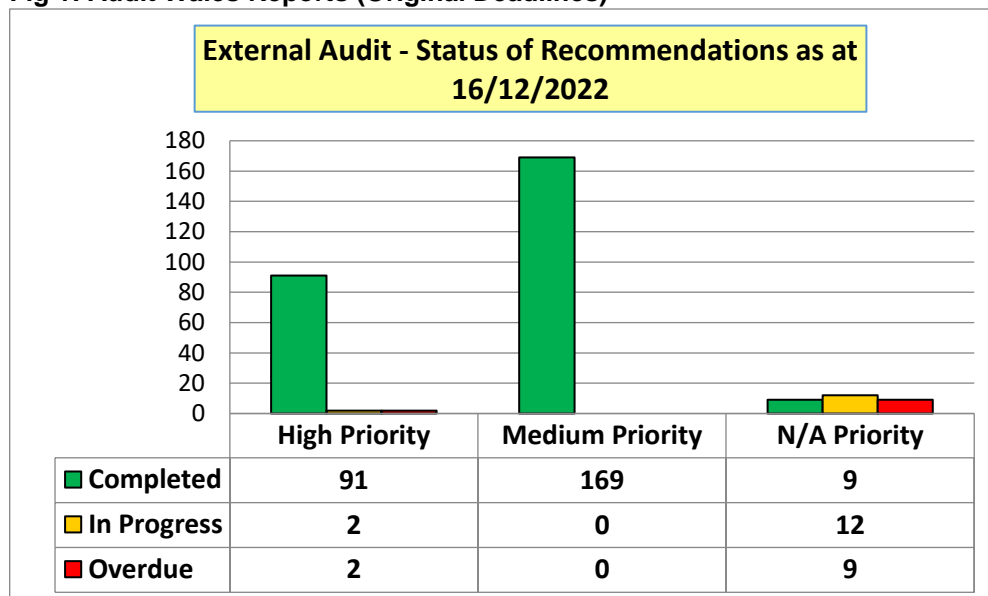 Fig 1: Audit Wales Reports (Original Deadlines)
External Audit - Status of Recommendations as at
16/12/2022
180
160
140
120
100
80
60
40
20
0
High Priority Medium Priority N/A Priority
Completed 91 169 9
In Progress 2 0 12
Overdue 2 0 9